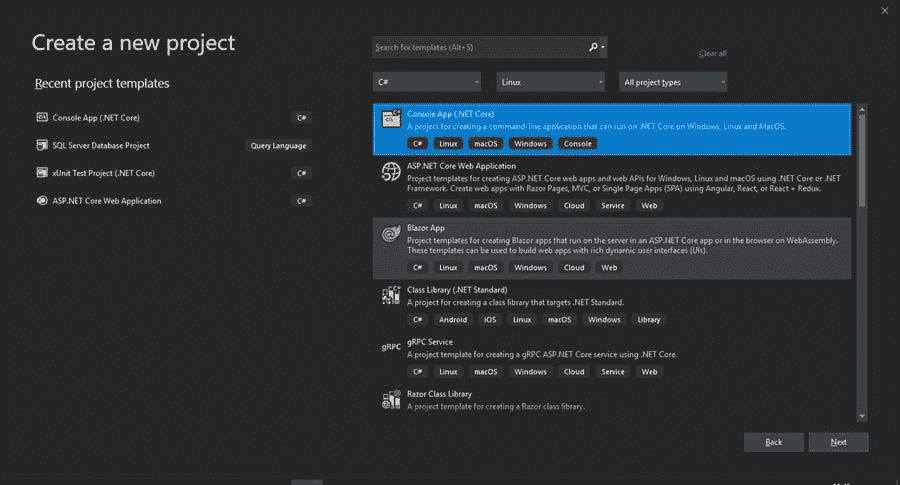 Create a new project
Search for templates (Alt+S)
Clear all
Recent project templates
C#
Linux
All project types
Console App (.NET Core)
C#
SQL Server Database Project
Query Language
xUnit Test Project (.NET Core)
C#
ASP.NET Core Web Application
C#
Console App (.NET Core)
A project for creating a command-line application that can run on .NET Core on Windows, Linux and MacOS.
C# Linux macOS Windows Console
ASP.NET Core Web Application
Project templates for creating ASP.NET Core web apps and web APIs for Windows, Linux and macOS using .NET Core or .NET
Framework. Create web apps with Razor Pages, MVC, or Single Page Apps (SPA) using Angular, React, or React + Redux.
C# Linux macOS Windows Cloud Service Web
Blazor App
Project templates for creating Blazor apps that run on the server in an ASP.NET Core app or in the browser on WebAssembly.
These templates can be used to build web apps with rich dynamic user interfaces (UIs).
C# Linux macOS Windows Cloud Web
Class Library (.NET Standard)
A project for creating a class library that targets .NET Standard.
C# Android iOS Linux macOS Windows Library
gRPC
gRPC Service
A project template for creating a gRPC ASP.NET Core service using .NET Core.
C# Linux macOS Windows Cloud Service Web
Razor Class Library
A project template for creating a Razor class library.
Back
Next